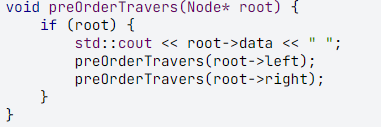 void preOrderTravers(Node* root) {
    if (root) {
        std::cout << root->data << " ";
        preOrderTravers(root->left);
        preOrderTravers(root->right);
    }
}